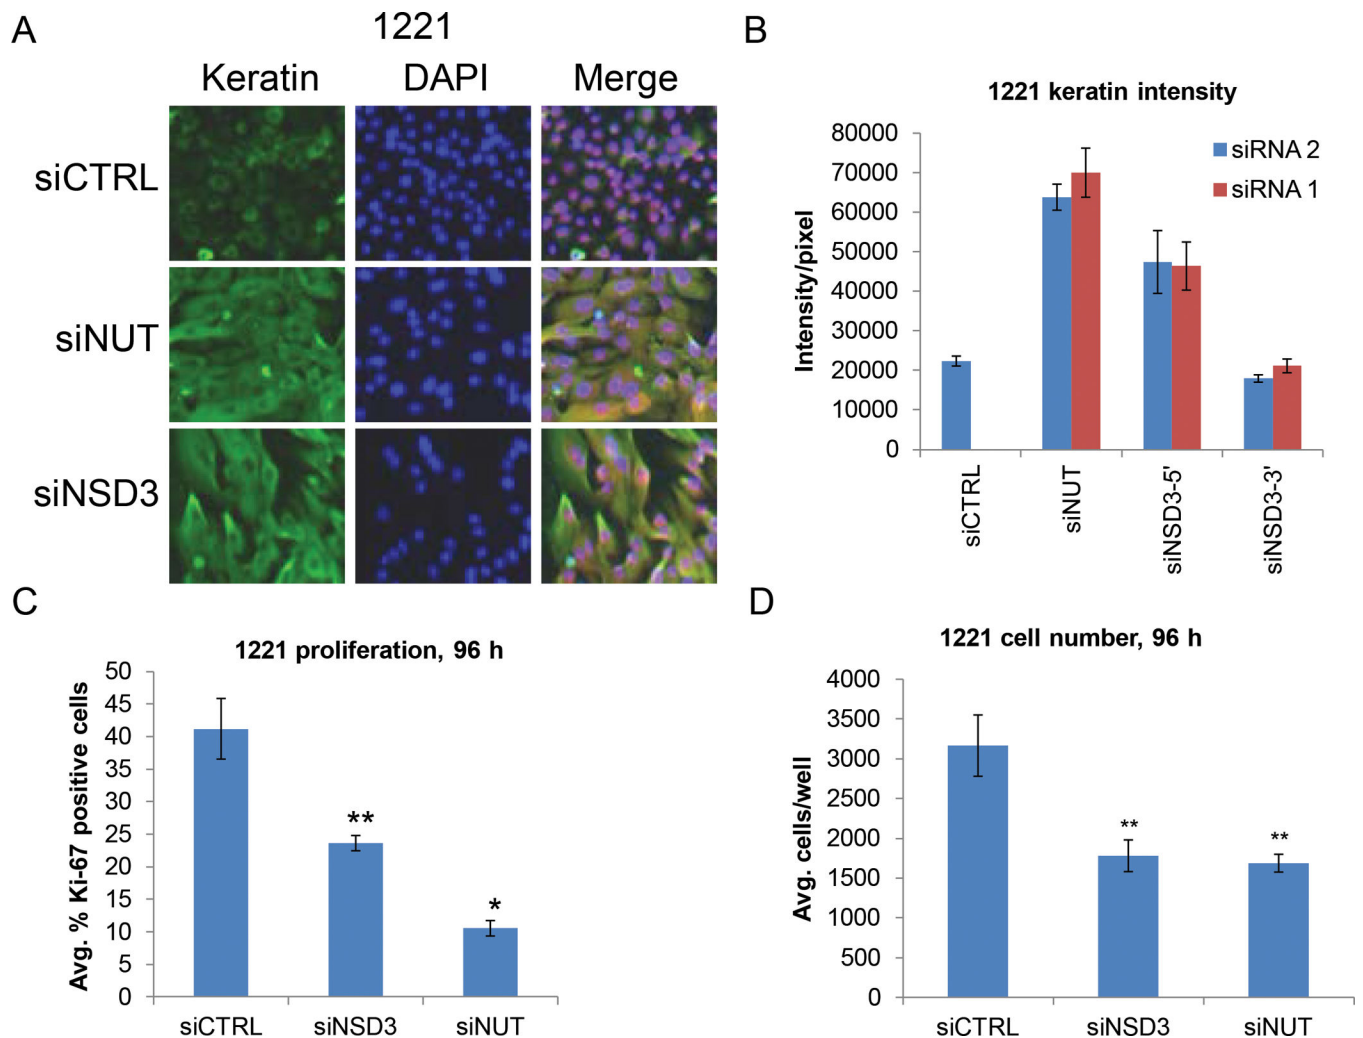 A
1221
Keratin DAPI Merge
siCTRL
siNUT
siNSD3
B
1221 keratin intensity
80000
70000
60000
50000
40000
30000
20000
10000
0
Intensity/pixel
siRNA 2
siRNA 1
siCTRL
siNUT
siNSD3-5'
siNSD3-3'
C
1221 proliferation, 96 h
50
45
40
35
30
25
20
15
10
5
0
Avg. % Ki-67 positive cells
**
*
siCTRL siNSD3 siNUT
D
1221 cell number, 96 h
4000
3500
3000
2500
2000
1500
1000
500
0
Avg. cells/well
**
**
siCTRL siNSD3 siNUT